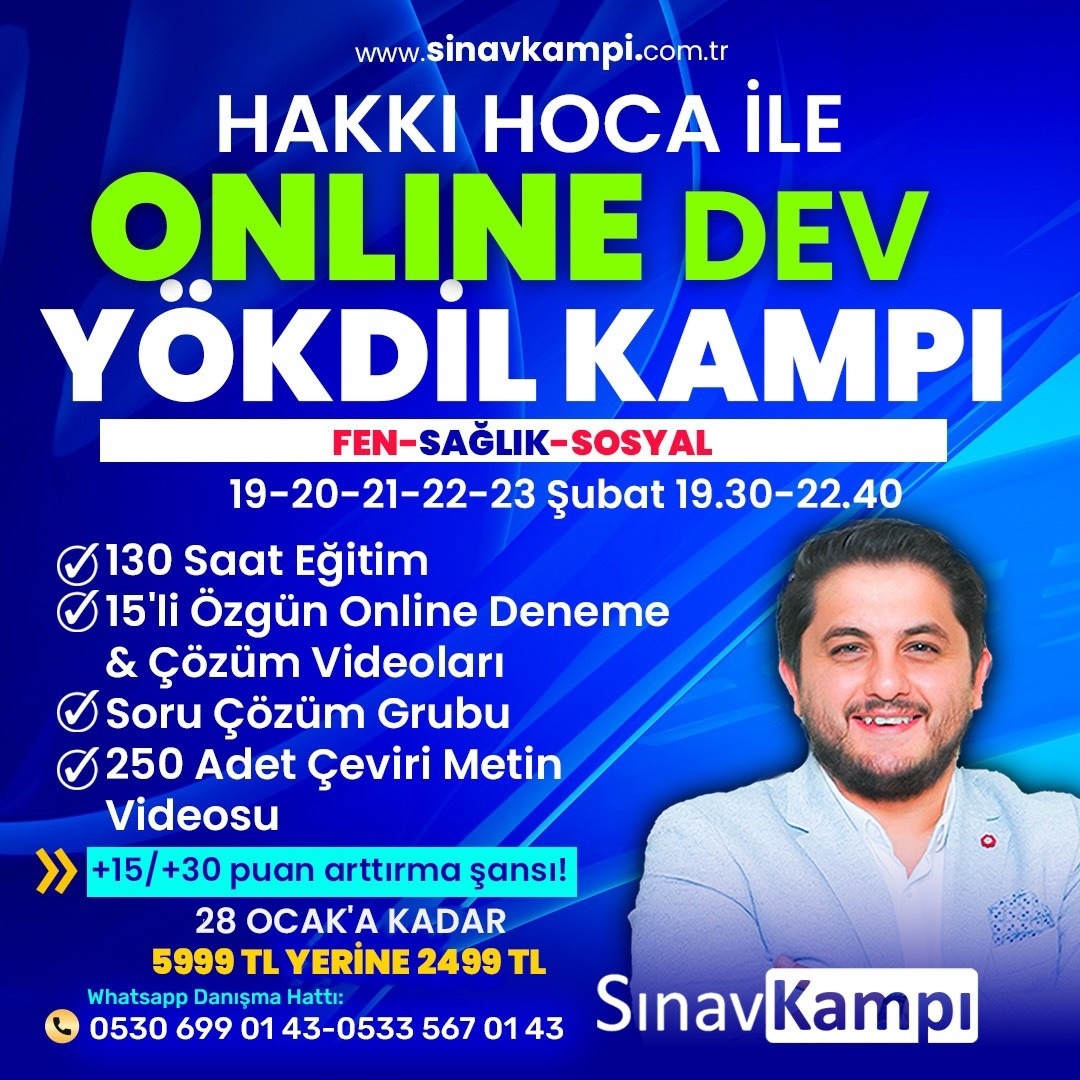 www.sinavkampi.com.tr
HAKKI HOCA İLE
ONLINE DEV
YÖKDİL KAMPI
FEN-SAĞLIK-SOSYAL
19-20-21-22-23 Şubat 19.30-22.40
130 Saat Eğitim
15'li Özgün Online Deneme
& Çözüm Videoları
Soru Çözüm Grubu
250 Adet Çeviri Metin
Videosu
+15/+30 puan arttırma şansı!
28 OCAK'A KADAR
5999 TL YERİNE 2499 TL
Whatsapp Danışma Hattı:
0530 699 01 43-0533 567 01 43
SınavKampı